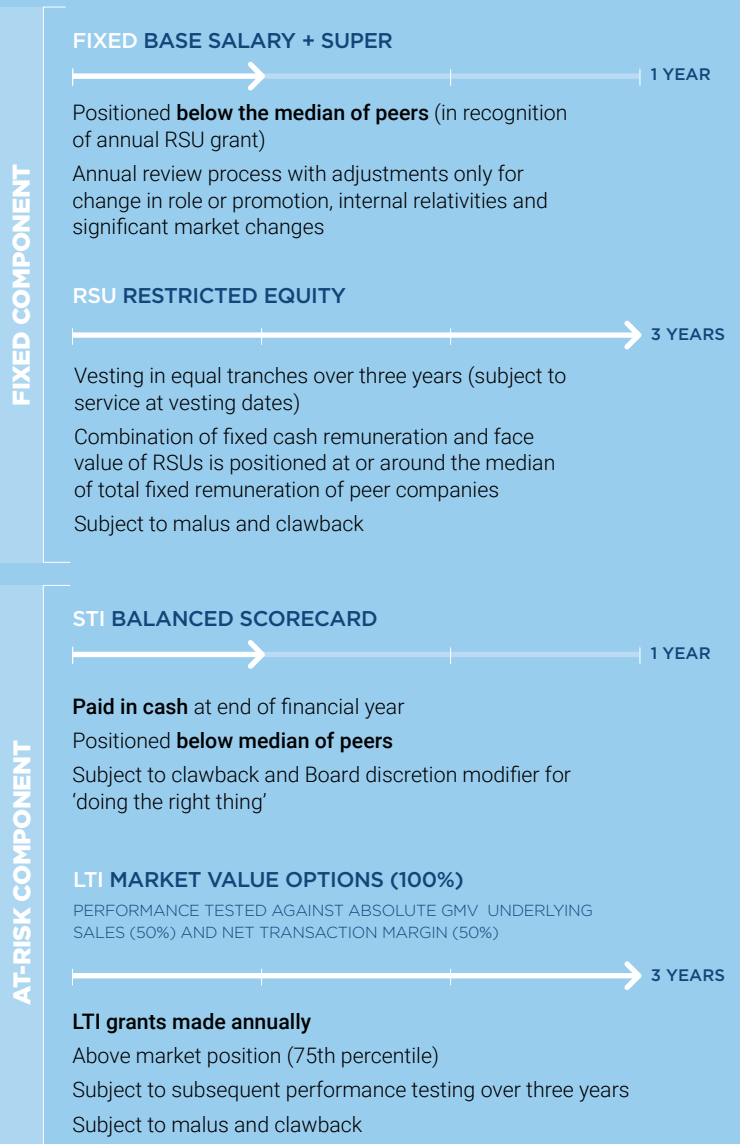 FIXED COMPONENT
FIXED BASE SALARY + SUPER
1 YEAR
Positioned below the median of peers (in recognition
of annual RSU grant)
Annual review process with adjustments only for
change in role or promotion, internal relativities and
significant market changes
RSU RESTRICTED EQUITY
3 YEARS
Vesting in equal tranches over three years (subject to
service at vesting dates)
Combination of fixed cash remuneration and face
value of RSUs is positioned at or around the median
of total fixed remuneration of peer companies
Subject to malus and clawback
AT-RISK COMPONENT
STI BALANCED SCORECARD
1 YEAR
Paid in cash at end of financial year
Positioned below median of peers
Subject to clawback and Board discretion modifier for
‘doing the right thing’
LTI MARKET VALUE OPTIONS (100%)
PERFORMANCE TESTED AGAINST ABSOLUTE GMV UNDERLYING
SALES (50%) AND NET TRANSACTION MARGIN (50%)
3 YEARS
LTI grants made annually
Above market position (75th percentile)
Subject to subsequent performance testing over three years
Subject to malus and clawback